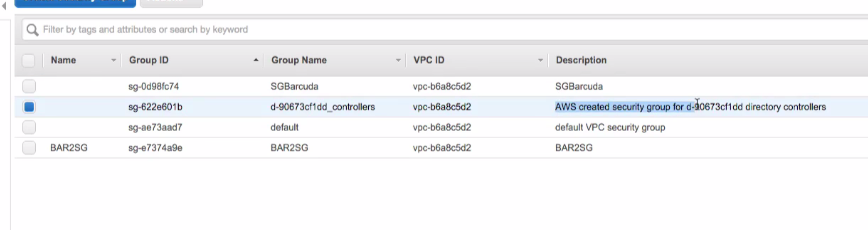 Filter by tags and attributes or search by keyword
Name Group ID Group Name VPC ID Description
sg-0d98fc74 SGBarcuda vpc-b6a8c5d2 SGBarcuda
sg-622e601b d-90673cf1dd_controllers vpc-b6a8c5d2 AWS created security group for d-90673cf1dd directory controllers
sg-ae73aad7 default vpc-b6a8c5d2 default VPC security group
BAR2SG sg-e7374a9e BAR2SG vpc-b6a8c5d2 BAR2SG